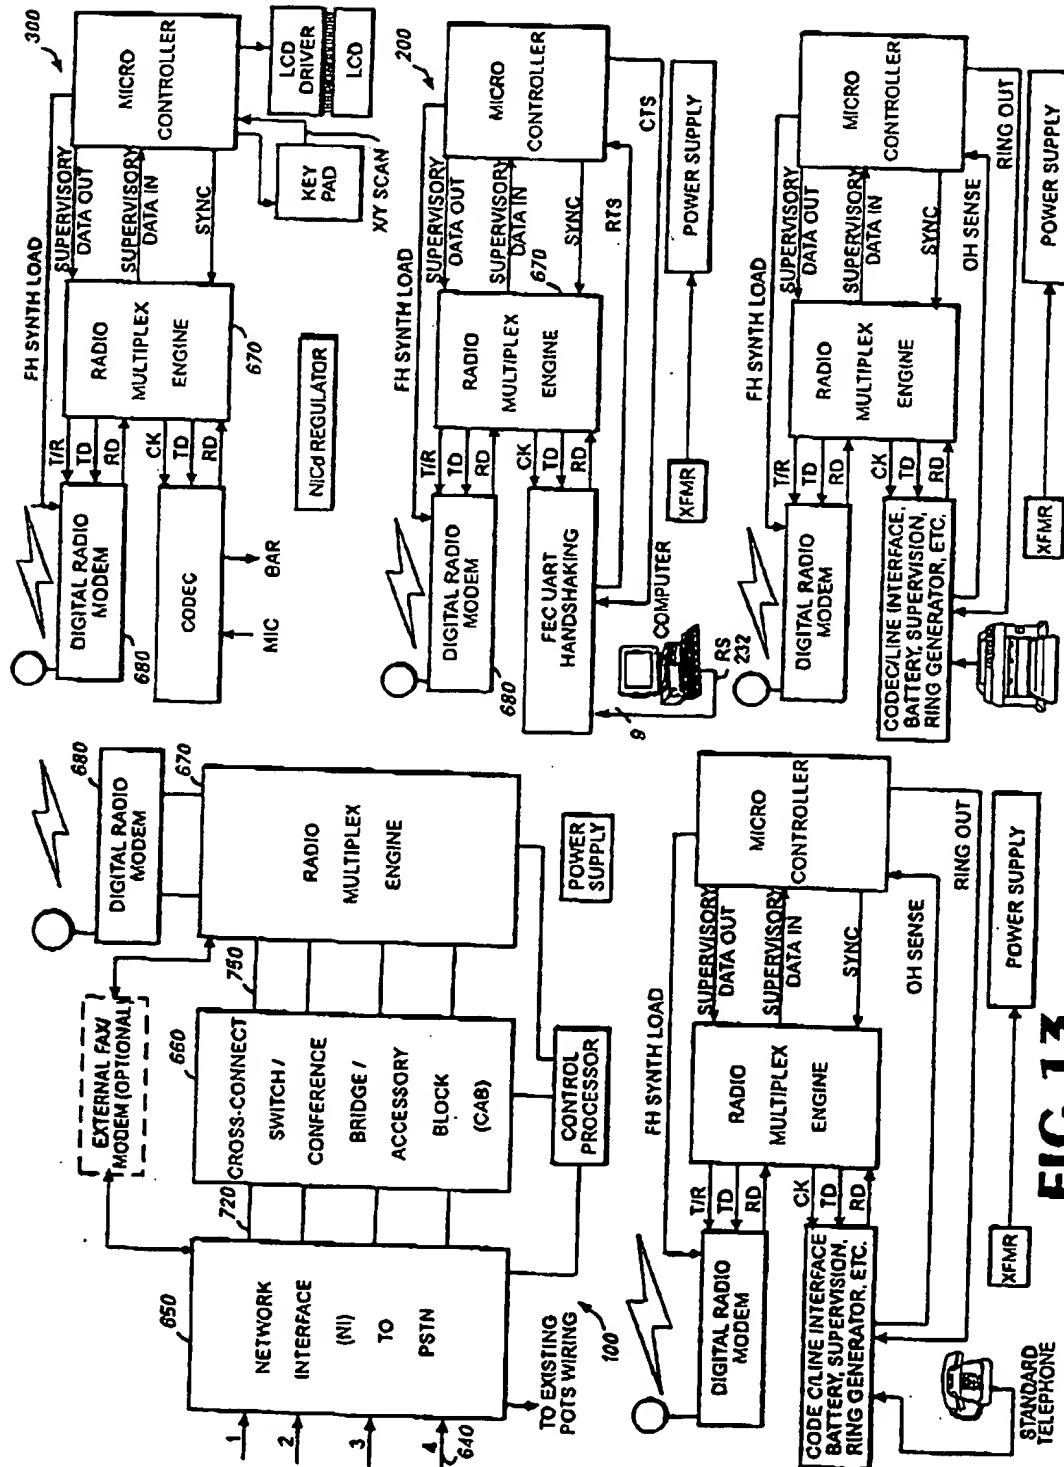 650
NETWORK
INTERFACE
(NI)
TO
PSTN
1
2
3
4
640
TO EXISTING
POTS WIRING
100
720
EXTERNAL FAX/
MODEM (OPTIONAL)
660
CROSS-CONNECT
SWITCH /
CONFERENCE
BRIDGE /
ACCESSORY
BLOCK
(CAB)
CONTROL
PROCESSOR
750
680
DIGITAL RADIO
MODEM
670
RADIO
MULTIPLEX
ENGINE
POWER
SUPPLY
300
FH SYNTH LOAD
DIGITAL RADIO
MODEM
680
T/R
TD
RD
CK
TD
RD
CODEC
MIC
BAR
RADIO
MULTIPLEX
ENGINE
670
SUPERVISORY
DATA OUT
SUPERVISORY
DATA IN
SYNC
MICRO
CONTROLLER
LCD
DRIVER
LCD
KEY
PAD
X/Y SCAN
NiCd REGULATOR
200
FH SYNTH LOAD
DIGITAL RADIO
MODEM
680
T/R
TD
RD
CK
TD
RD
FEC UART
HANDSHAKING
9
COMPUTER
RS
232
RADIO
MULTIPLEX
ENGINE
670
SUPERVISORY
DATA OUT
SUPERVISORY
DATA IN
SYNC
RTS
CTS
MICRO
CONTROLLER
XFMR
POWER SUPPLY
FH SYNTH LOAD
DIGITAL RADIO
MODEM
T/R
TD
RD
CK
TD
RD
CODE C/LINE INTERFACE
BATTERY, SUPERVISION,
RING GENERATOR, ETC.
STANDARD
TELEPHONE
RADIO
MULTIPLEX
ENGINE
SUPERVISORY
DATA OUT
SUPERVISORY
DATA IN
SYNC
OH SENSE
RING OUT
MICRO
CONTROLLER
XFMR
POWER SUPPLY
FH SYNTH LOAD
DIGITAL RADIO
MODEM
T/R
TD
RD
CK
TD
RD
CODEC/LINE INTERFACE,
BATTERY, SUPERVISION,
RING GENERATOR, ETC.
RADIO
MULTIPLEX
ENGINE
SUPERVISORY
DATA OUT
SUPERVISORY
DATA IN
SYNC
OH SENSE
RING OUT
MICRO
CONTROLLER
XFMR
POWER SUPPLY
FIG. 13